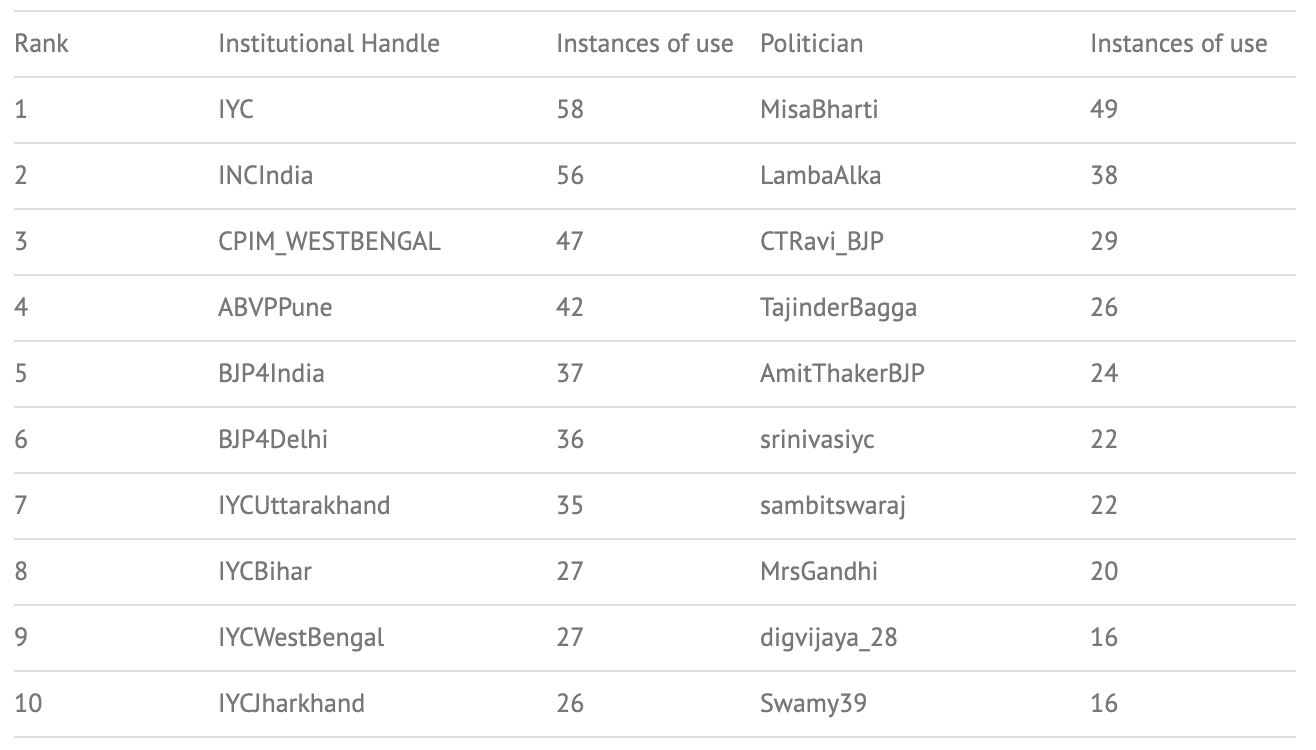 Rank Institutional Handle Instances of use Politician Instances of use
1 IYC 58 MisaBharti 49
2 INCIndia 56 LambaAlka 38
3 CPIM_WESTBENGAL 47 CTRavi_BJP 29
4 ABVPPune 42 TajinderBagga 26
5 BJP4India 37 AmitThakerBJP 24
6 BJP4Delhi 36 srinivasiyc 22
7 IYCUttarakhand 35 sambitswaraj 22
8 IYCBihar 27 MrsGandhi 20
9 IYCWestBengal 27 digvijaya_28 16
10 IYCJharkhand 26 Swamy39 16